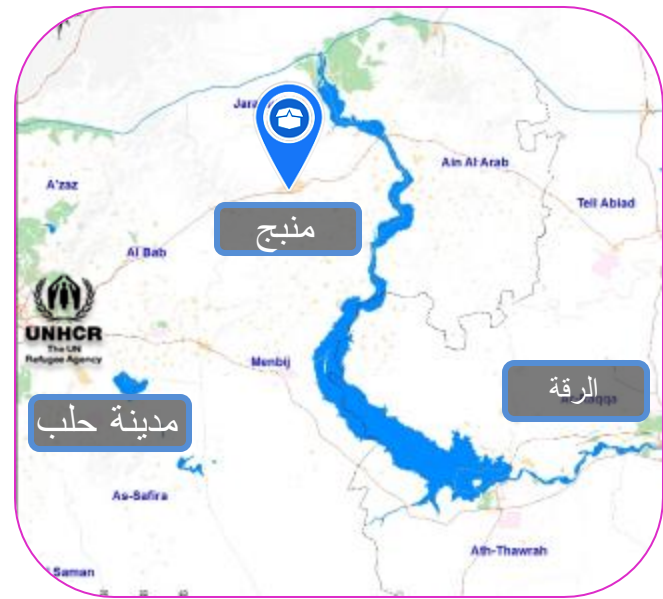 Ain Al Arab
A'zaz
Tell Abiad
منبج
Al Bab
UNHCR
The UN
Refugee Agency
Menbij
الرقة
مدينة حلب
As-Safira
Ath-Thawrah
Saman